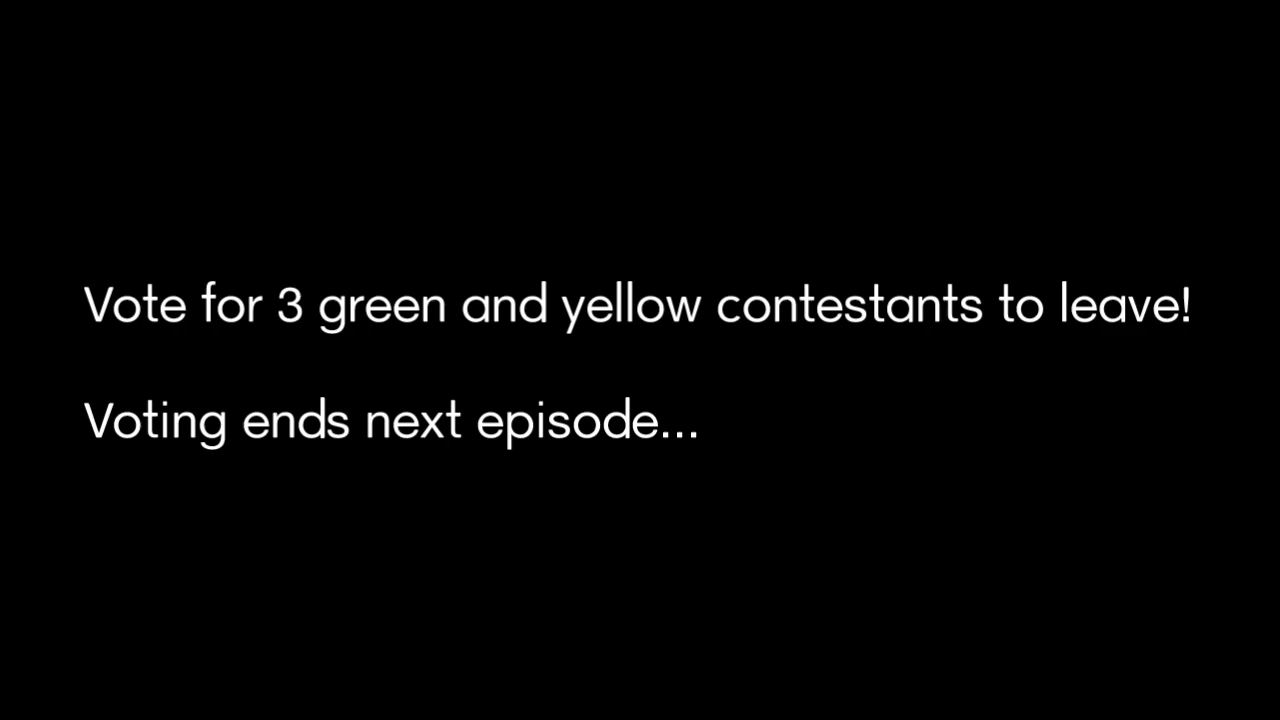 Vote for 3 green and yellow contestants to leave!
Voting ends next episode...